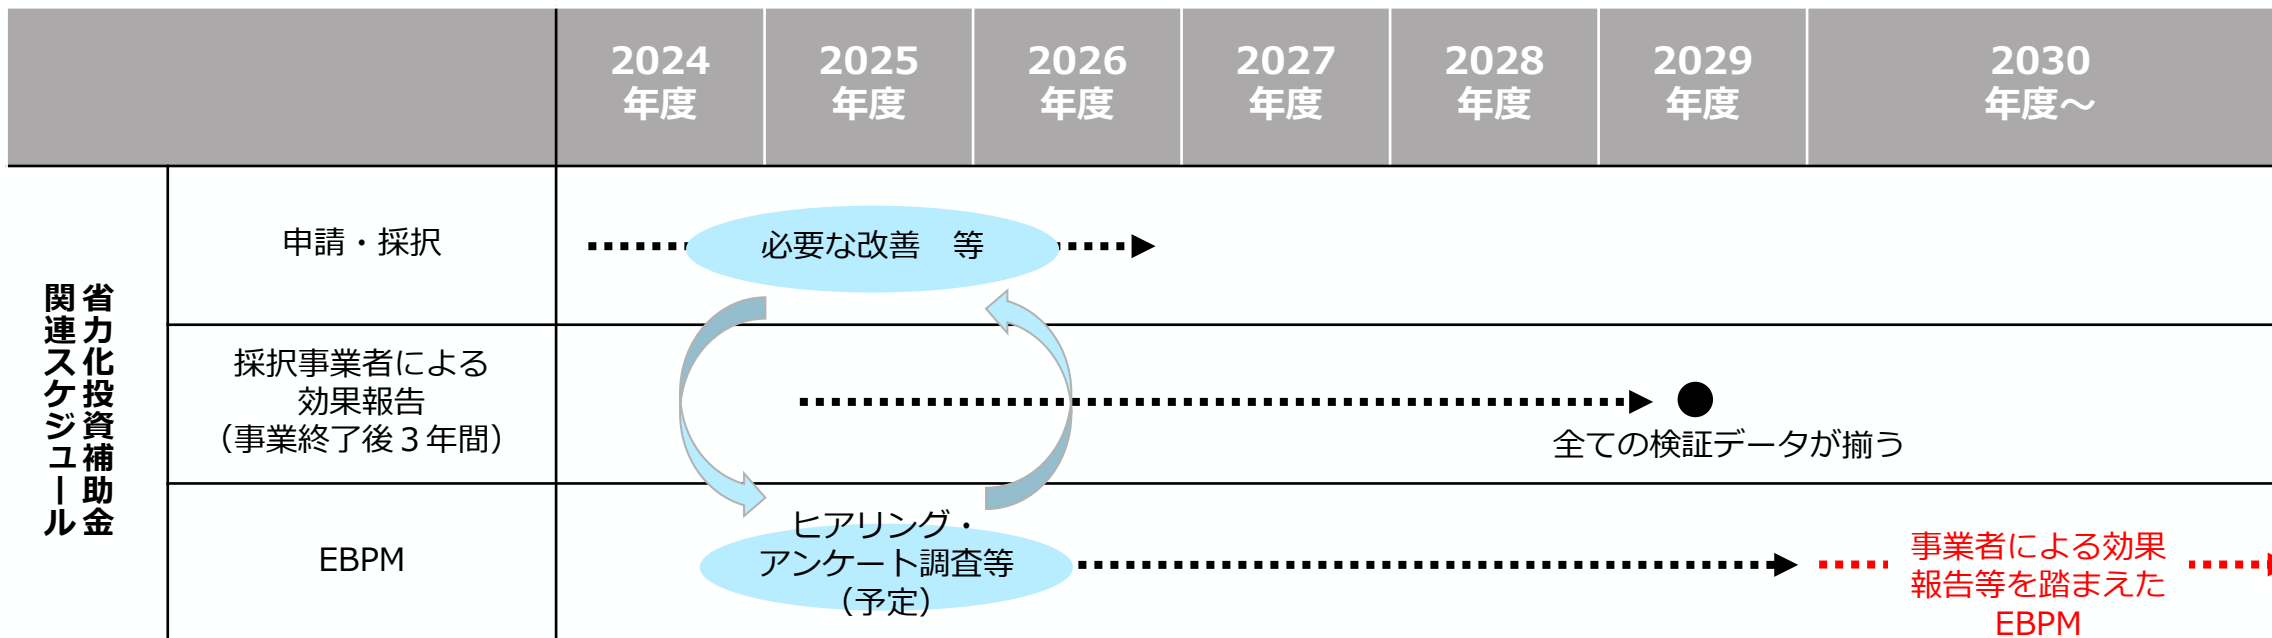 2024
年度
2025
年度
2026
年度
2027
年度
2028
年度
2029
年度
2030
年度～
省力化投資補助金
関連スケジュール
申請・採択
必要な改善　等
採択事業者による
効果報告
（事業終了後３年間）
全ての検証データが揃う
EBPM
ヒアリング・
アンケート調査等
（予定）
事業者による効果
報告等を踏まえた
EBPM